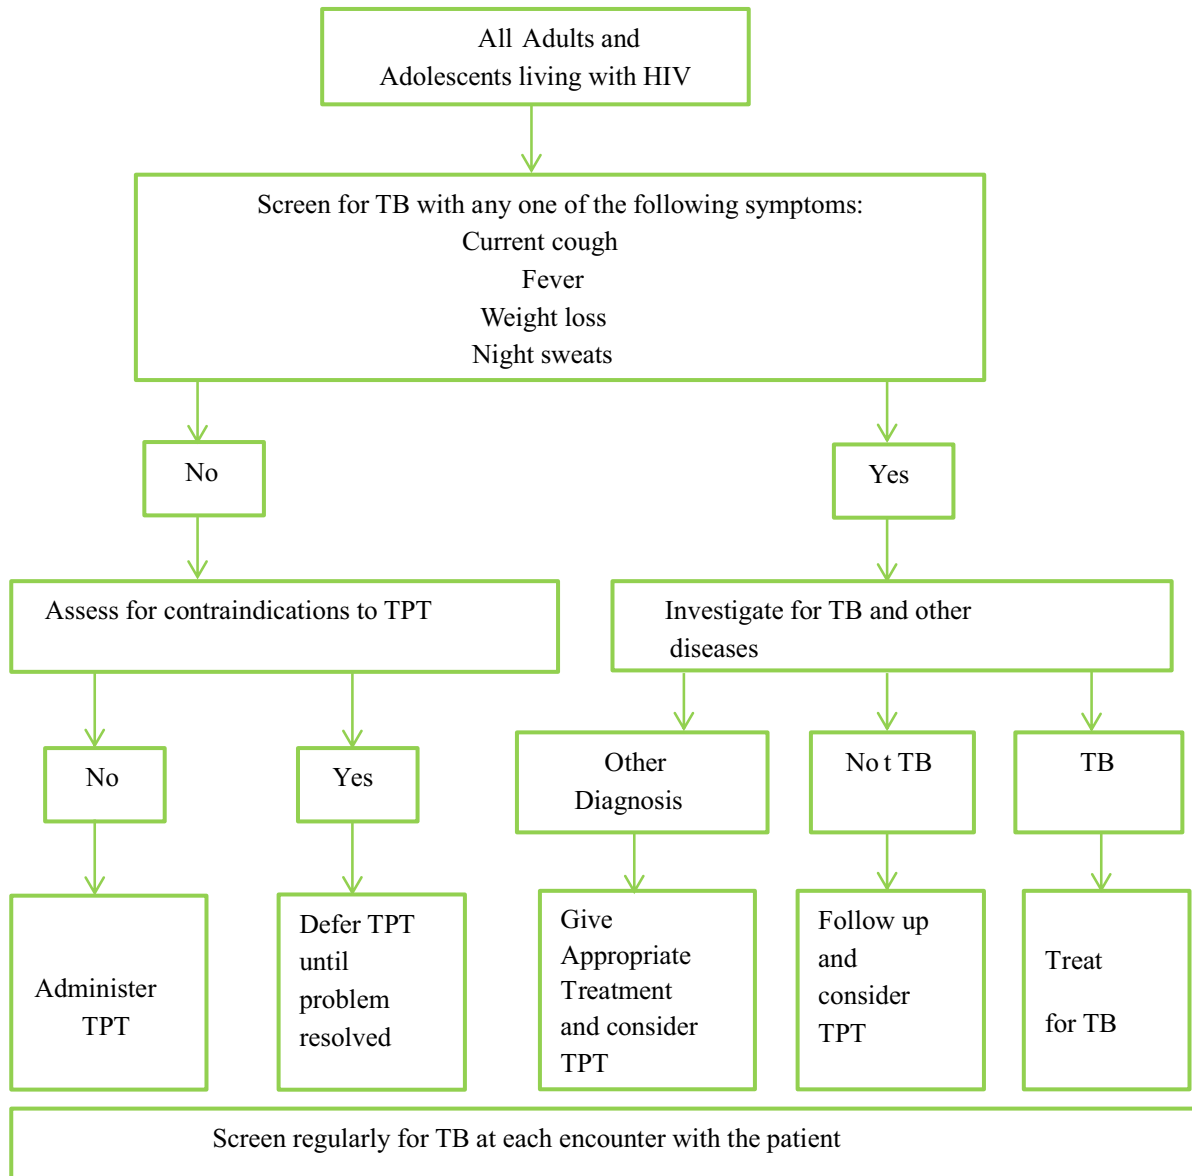 All Adults and
Adolescents living with HIV
Screen for TB with any one of the following symptoms:
Current cough
Fever
Weight loss
Night sweats
No
Yes
Assess for contraindications to TPT
Investigate for TB and other
diseases
No
Yes
Other
Diagnosis
No t TB
TB
Administer
TPT
Defer TPT
until
problem
resolved
Give
Appropriate
Treatment
and consider
TPT
Follow up
and
consider
TPT
Treat
for TB
Screen regularly for TB at each encounter with the patient